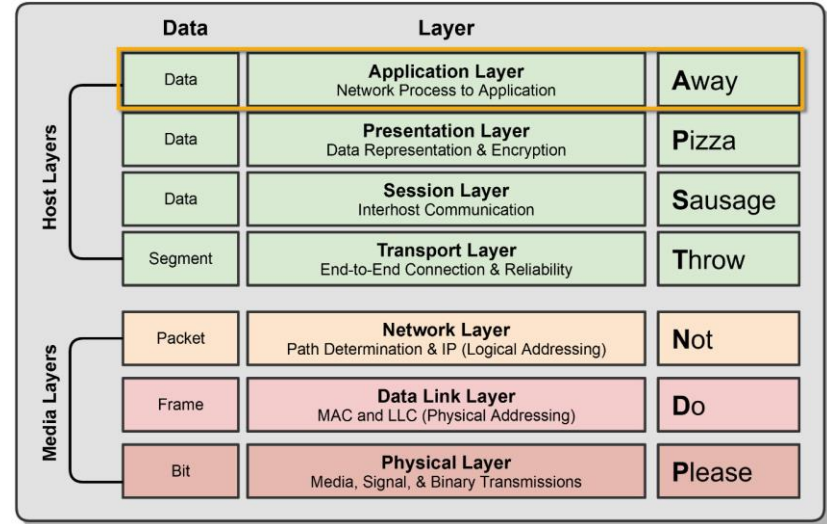 Data Layer
Host Layers
Data
Application Layer
Network Process to Application
Away
Data
Presentation Layer
Data Representation & Encryption
Pizza
Data
Session Layer
Interhost Communication
Sausage
Segment
Transport Layer
End-to-End Connection & Reliability
Throw
Media Layers
Packet
Network Layer
Path Determination & IP (Logical Addressing)
Not
Frame
Data Link Layer
MAC and LLC (Physical Addressing)
Do
Bit
Physical Layer
Media, Signal, & Binary Transmissions
Please